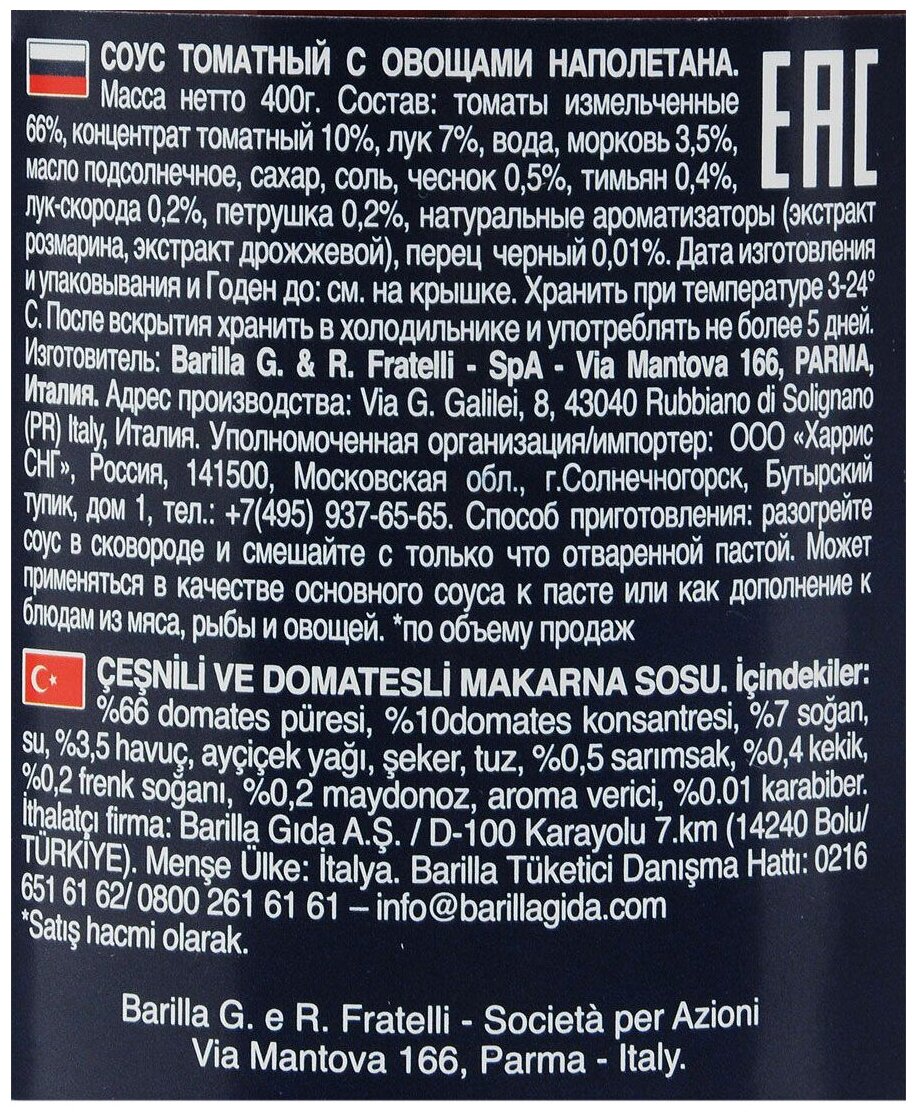 СОУС ТОМАТНЫЙ С ОВОЩАМИ НАПОЛЕТАНА.
EAC
Масса нетто 400г. Состав: томаты измельченные
66%, концентрат томатный 10%, лук 7%, вода, морковь 3,5%,
масло подсолнечное, сахар, соль, чеснок 0,5%, тимьян 0,4%,
лук-скорода 0,2%, петрушка 0,2%, натуральные ароматизаторы (экстракт
розмарина, экстракт дрожжевой), перец черный 0,01%. Дата изготовления
и упаковывания и Годен до: см. на крышке. Хранить при температуре 3-24°
С. После вскрытия хранить в холодильнике и употреблять не более 5 дней.
Изготовитель: Barilla G. & R. Fratelli - SpA - Via Mantova 166, PARMA,
Италия. Адрес производства: Via G. Galilei, 8, 43040 Rubbiano di Solignano
(PR) Italy, Италия. Уполномоченная организация/импортер: ООО «Харрис
СНГ», Россия, 141500, Московская обл., г.Солнечногорск, Бутырский
тупик, дом 1, тел.: +7(495) 937-65-65. Способ приготовления: разогрейте
соус в сковороде и смешайте с только что отваренной пастой. Может
применяться в качестве основного соуса к пасте или как дополнение к
блюдам из мяса, рыбы и овощей. *по объему продаж
ÇEŞNİLİ VE DOMATESLİ MAKARNA SOSU. İçindekiler:
%66 domates püresi, %10domates konsantresi, %7 soğan,
su, %3,5 havuç, ayçiçek yağı, şeker, tuz, %0,5 sarımsak, %0,4 kekik,
%0,2 frenk soğanı, %0,2 maydonoz, aroma verici, %0.01 karabiber.
İthalatçı firma: Barilla Gıda A.Ş. / D-100 Karayolu 7.km (14240 Bolu/
TÜRKİYE). Menşe Ülke: İtalya. Barilla Tüketici Danışma Hattı: 0216
651 61 62/ 0800 261 61 61 – info@barillagida.com
*Satış hacmi olarak.
Barilla G. e R. Fratelli - Società per Azioni
Via Mantova 166, Parma - Italy.